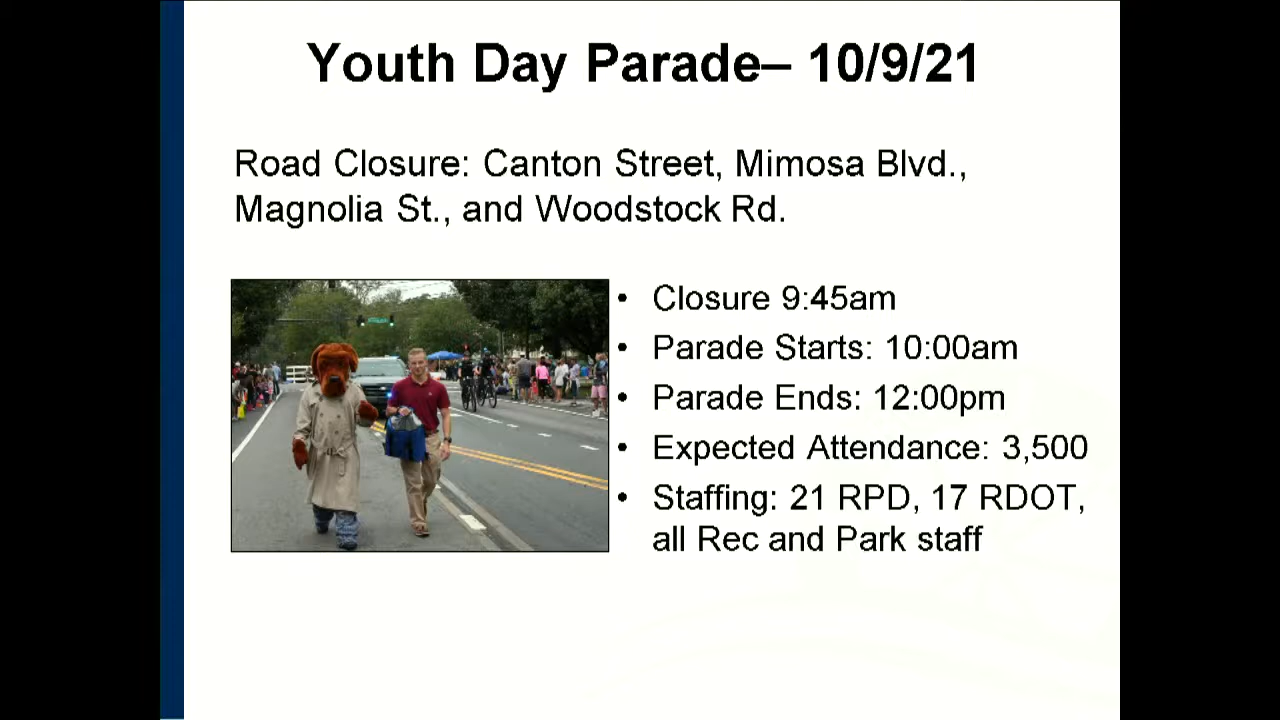 Youth Day Parade– 10/9/21
Road Closure: Canton Street, Mimosa Blvd.,
Magnolia St., and Woodstock Rd.
• Closure 9:45am
• Parade Starts: 10:00am
• Parade Ends: 12:00pm
• Expected Attendance: 3,500
• Staffing: 21 RPD, 17 RDOT,
all Rec and Park staff